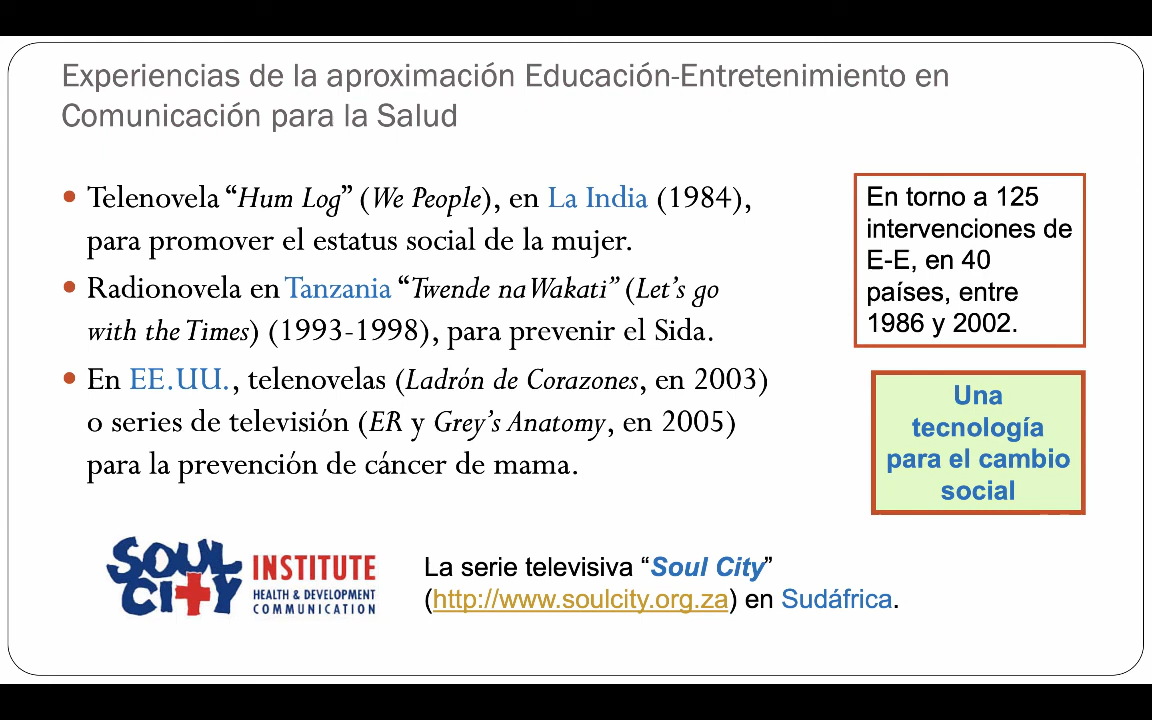 Experiencias de la aproximación Educación-Entretenimiento en
Comunicación para la Salud
• Telenovela “Hum Log” (We People), en La India (1984),
para promover el estatus social de la mujer.
• Radionovela en Tanzania “Twende na Wakati” (Let’s go
with the Times) (1993-1998), para prevenir el Sida.
• En EE.UU., telenovelas (Ladrón de Corazones, en 2003)
o series de televisión (ER y Grey’s Anatomy, en 2005)
para la prevención de cáncer de mama.
En torno a 125
intervenciones de
E-E, en 40
países, entre
1986 y 2002.
Una
tecnología
para el cambio
social
SOUL
CITY
INSTITUTE
HEALTH & DEVELOPMENT
COMMUNICATION
La serie televisiva “Soul City”
(http://www.soulcity.org.za) en Sudáfrica.